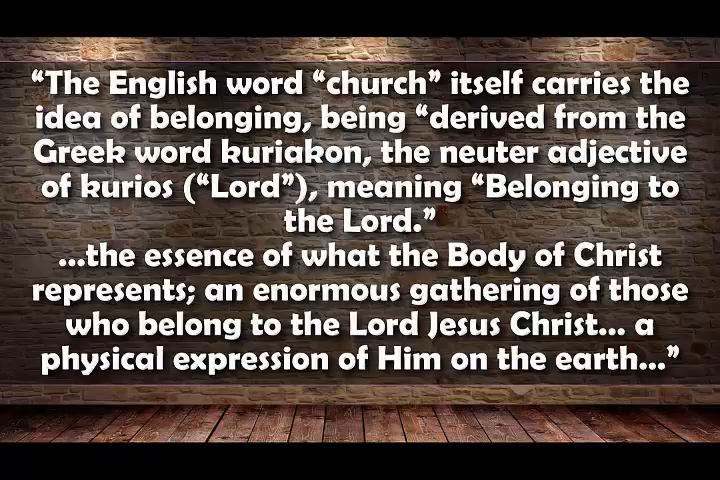 “The English word “church” itself carries the
idea of belonging, being “derived from the
Greek word kuriakon, the neuter adjective
of kurios (“Lord”), meaning “Belonging to
the Lord.”
...the essence of what the Body of Christ
represents; an enormous gathering of those
who belong to the Lord Jesus Christ... a
physical expression of Him on the earth...”